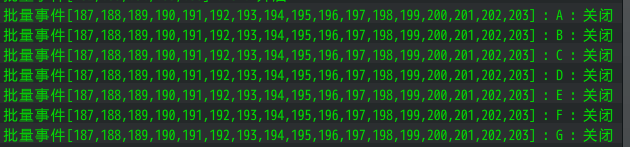 批量事件[187,188,189,190,191,192,193,194,195,196,197,198,199,200,201,202,203] : A : 关闭
批量事件[187,188,189,190,191,192,193,194,195,196,197,198,199,200,201,202,203] : B : 关闭
批量事件[187,188,189,190,191,192,193,194,195,196,197,198,199,200,201,202,203] : C : 关闭
批量事件[187,188,189,190,191,192,193,194,195,196,197,198,199,200,201,202,203] : D : 关闭
批量事件[187,188,189,190,191,192,193,194,195,196,197,198,199,200,201,202,203] : E : 关闭
批量事件[187,188,189,190,191,192,193,194,195,196,197,198,199,200,201,202,203] : F : 关闭
批量事件[187,188,189,190,191,192,193,194,195,196,197,198,199,200,201,202,203] : G : 关闭